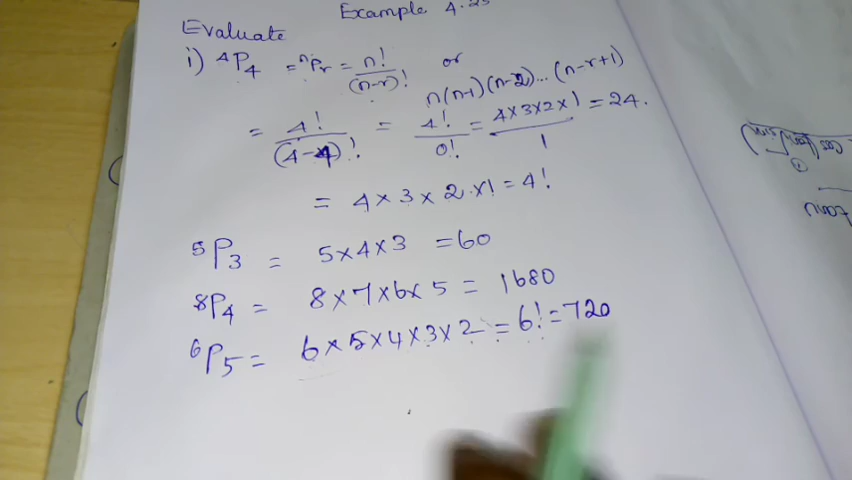 Example 4.25
Evaluate
i) ⁴P₄ = ⁿPᵣ = n!/(n-r)! or n(n-1)(n-2)... (n-r+1)
= 4!/(4-4)! = 4!/0! = 4×3×2×1/1 = 24.
= 4×3×2×1 = 4!
⁵P₃ = 5×4×3 = 60
⁸P₄ = 8×7×6×5 = 1680
⁶P₅ = 6×5×4×3×2 = 6! = 720